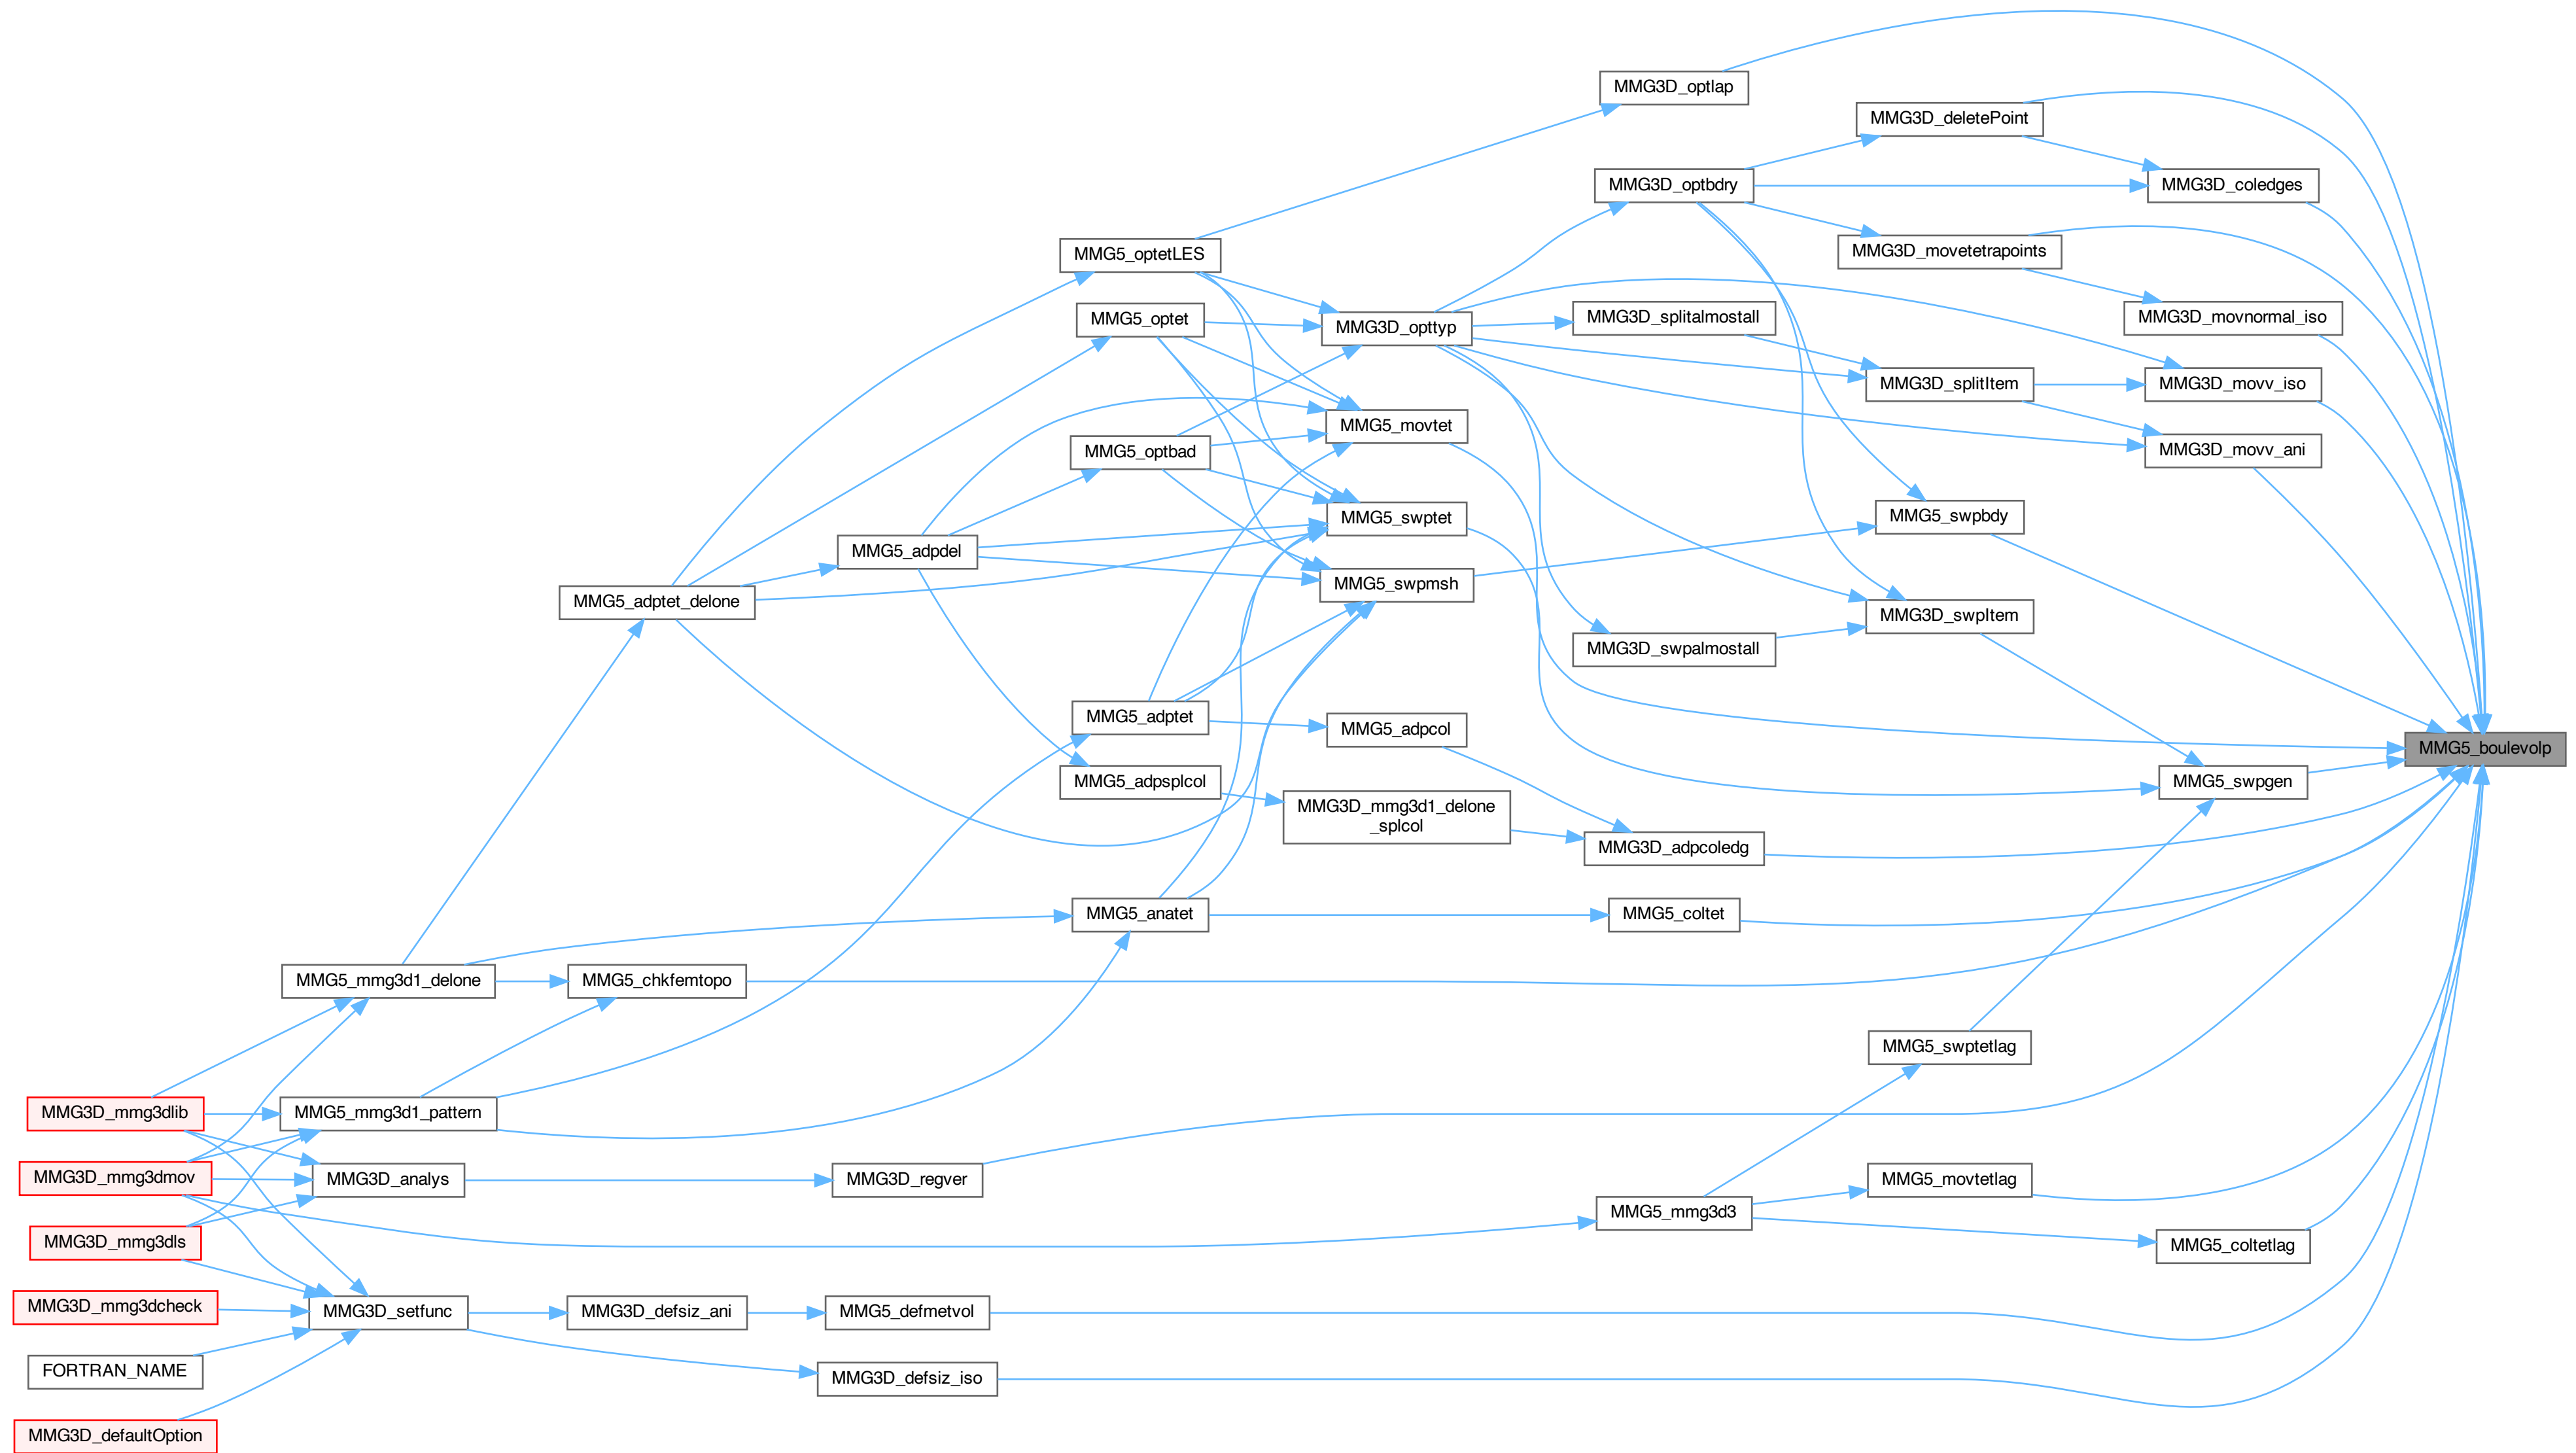 MMG3D_optlap
MMG3D_deletePoint
MMG3D_optbdry
MMG3D_coledges
MMG5_optetLES
MMG3D_movetetrapoints
MMG5_optet
MMG3D_opttyp
MMG3D_splitalmostall
MMG3D_movnormal_iso
MMG3D_splitItem
MMG3D_movv_iso
MMG5_movtet
MMG5_optbad
MMG3D_movv_ani
MMG5_swptet
MMG5_swpbdy
MMG5_adpdel
MMG5_swpmsh
MMG5_adptet_delone
MMG3D_swpItem
MMG3D_swpalmostall
MMG5_adptet
MMG5_adpcol
MMG5_boulevolp
MMG5_adpsplcol
MMG5_swpgen
MMG3D_mmg3d1_delone
_splcol
MMG3D_adpcoledg
MMG5_anatet
MMG5_coltet
MMG5_mmg3d1_delone
MMG5_chkfemtopo
MMG5_swptetlag
MMG3D_mmg3dlib
MMG5_mmg3d1_pattern
MMG3D_mmg3dmov
MMG3D_analys
MMG3D_regver
MMG5_movtetlag
MMG5_mmg3d3
MMG3D_mmg3dls
MMG5_coltetlag
MMG3D_mmg3dcheck
MMG3D_setfunc
MMG3D_defsiz_ani
MMG5_defmetvol
FORTRAN_NAME
MMG3D_defsiz_iso
MMG3D_defaultOption